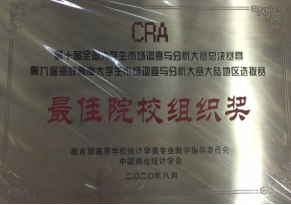 CRA
第十届全国大学生市场调查与分析大赛总决赛暨
第九届海峡两岸大学生市场调查与分析大赛大陆地区选拔赛
最佳院校组织奖
教育部高等学校统计学类专业教学指导委员会
中国商业统计学会
二〇二〇年八月